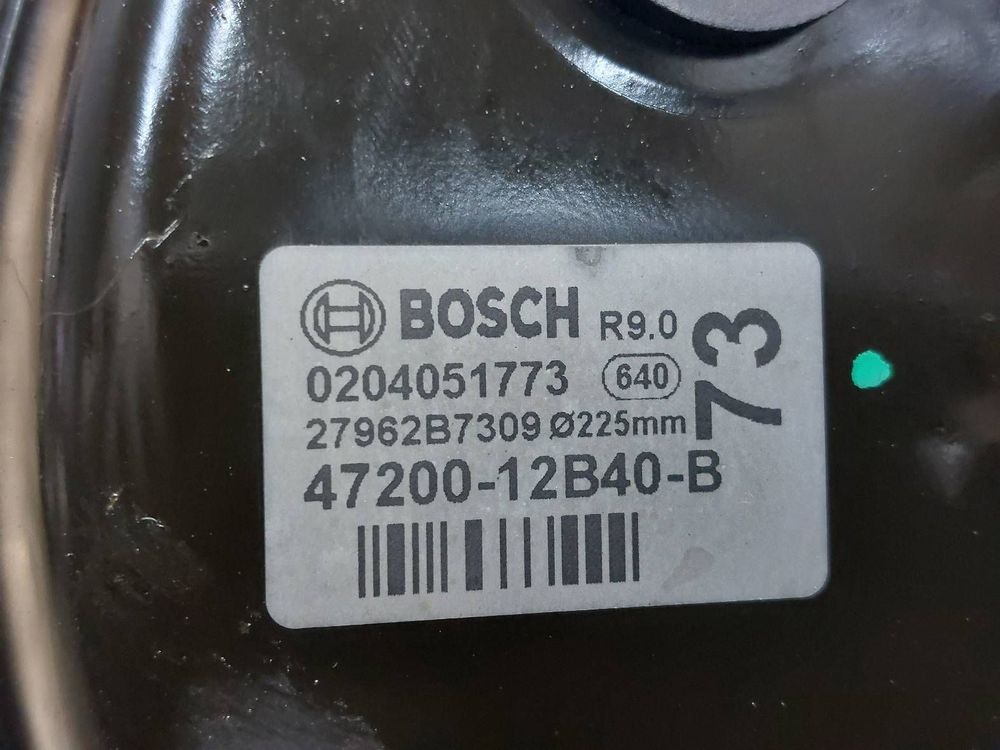 BOSCH R9.0
0204051773 640
27962B7309 Ø225mm
47200-12B40-B
73